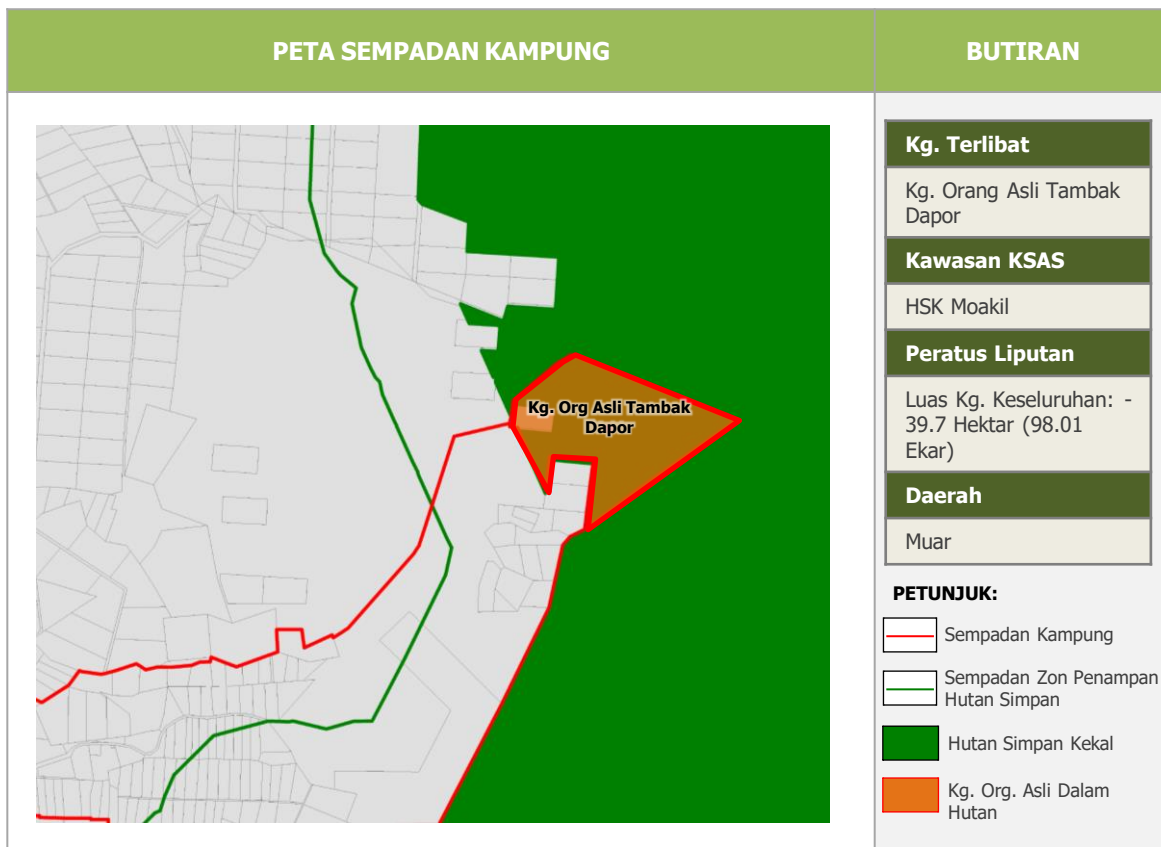 PETA SEMPADAN KAMPUNG
BUTIRAN
Kg. Org Asli Tambak
Dapor
Kg. Terlibat
Kg. Orang Asli Tambak
Dapor
Kawasan KSAS
HSK Moakil
Peratus Liputan
Luas Kg. Keseluruhan: -
39.7 Hektar (98.01
Ekar)
Daerah
Muar
PETUNJUK:
Sempadan Kampung
Sempadan Zon Penampan
Hutan Simpan
Hutan Simpan Kekal
Kg. Org. Asli Dalam
Hutan